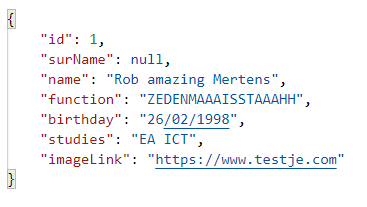 {
"id": 1,
"surName": null,
"name": "Rob amazing Mertens",
"function": "ZEDENMAAAISSTAAAHH",
"birthday": "26/02/1998",
"studies": "EA ICT",
"imageLink": "https://www.testje.com"
}